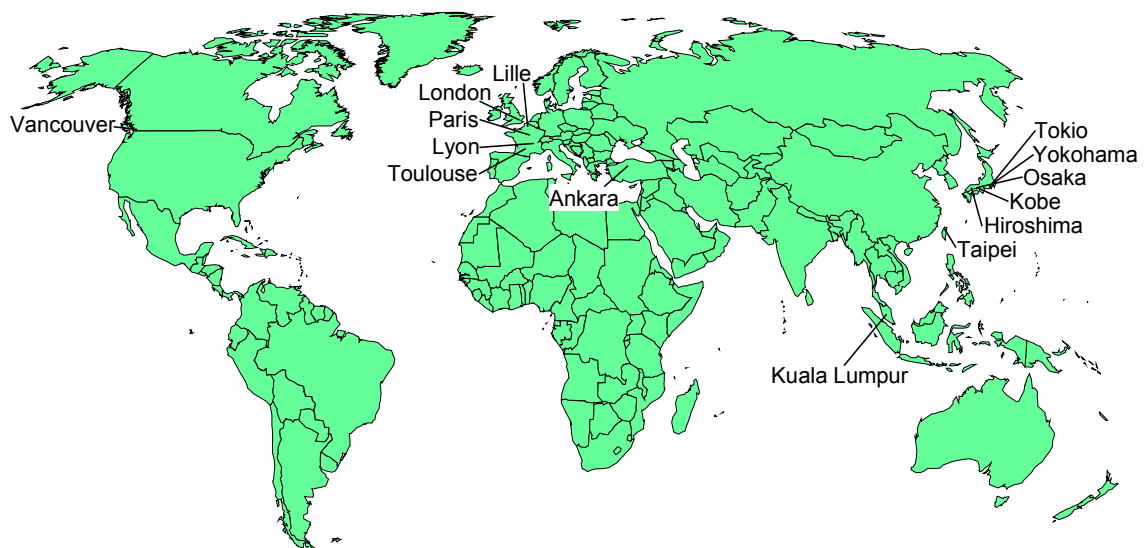 Lille
London
Paris
Vancouver
Lyon
Toulouse
Ankara
Tokio
Yokohama
Osaka
Kobe
Hiroshima
Taipei
Kuala Lumpur